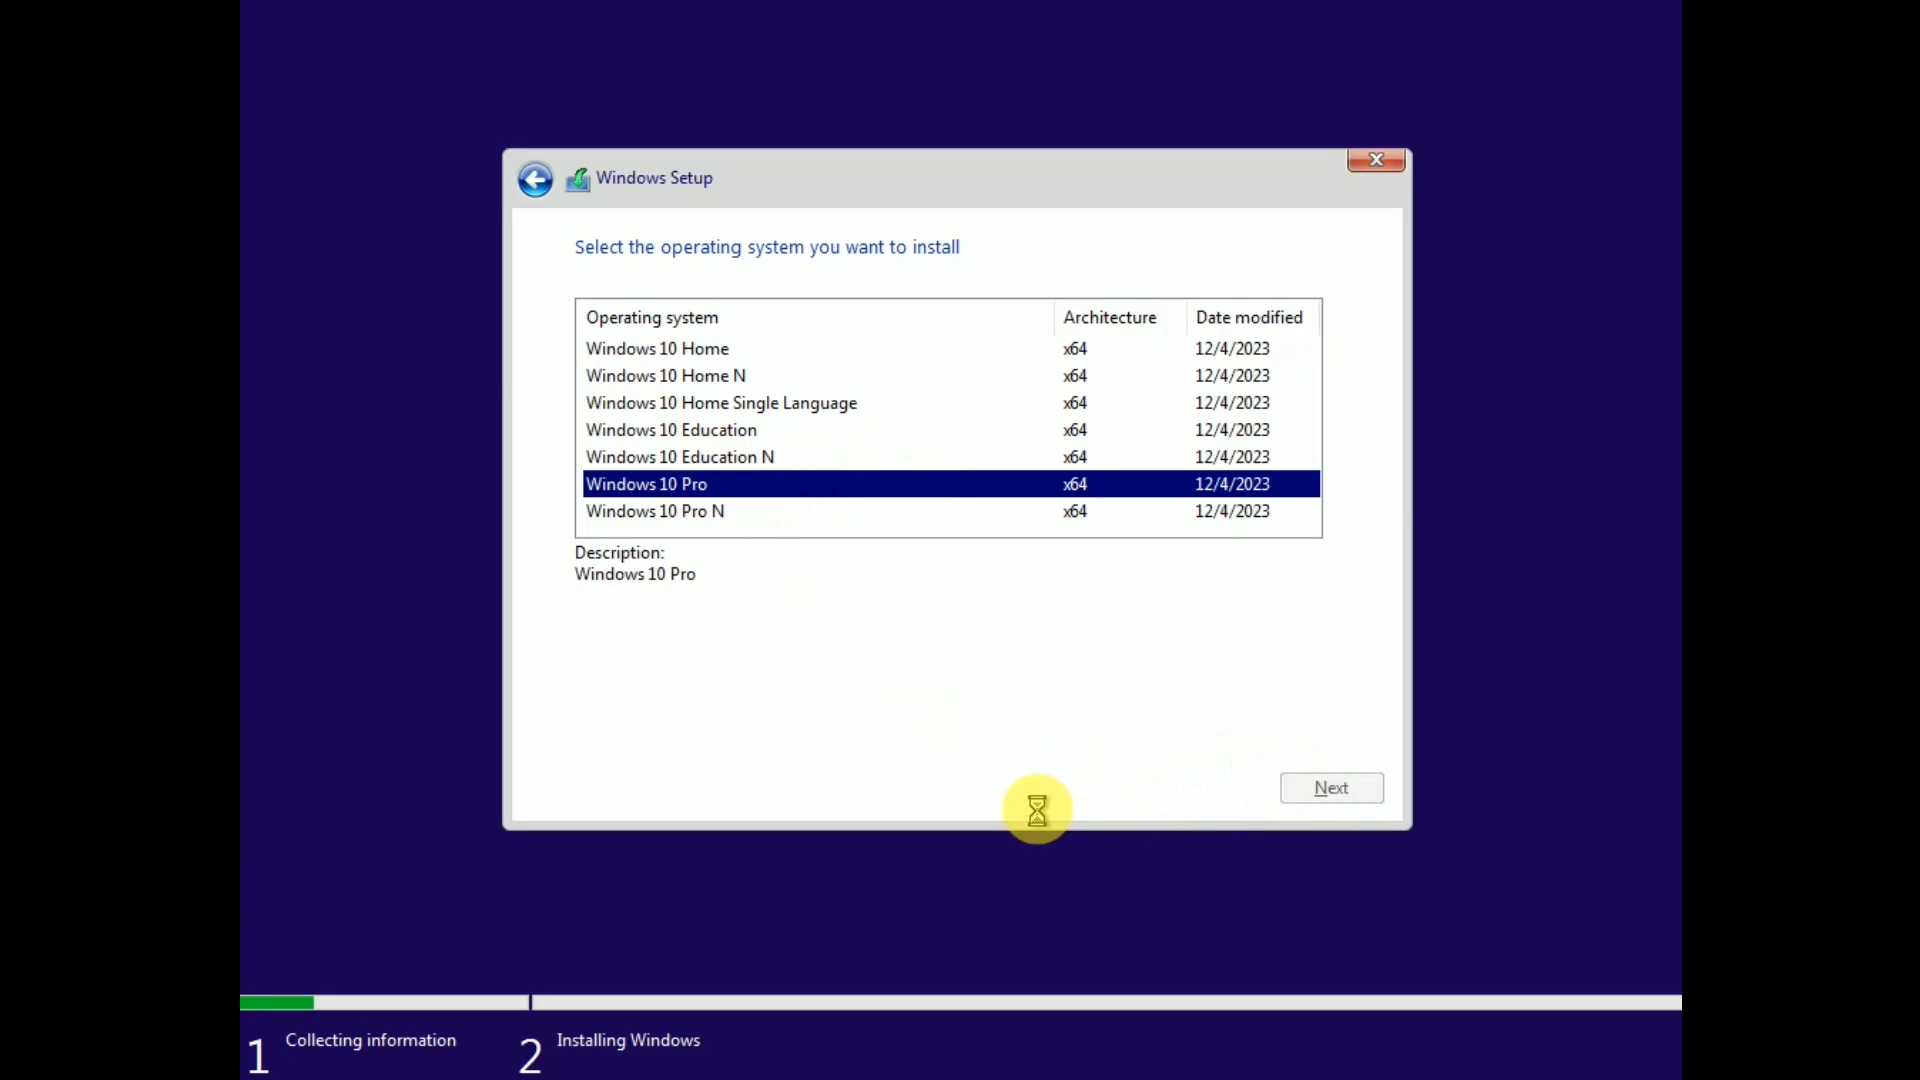 Windows Setup
Select the operating system you want to install
Operating system Architecture Date modified
Windows 10 Home x64 12/4/2023
Windows 10 Home N x64 12/4/2023
Windows 10 Home Single Language x64 12/4/2023
Windows 10 Education x64 12/4/2023
Windows 10 Education N x64 12/4/2023
Windows 10 Pro x64 12/4/2023
Windows 10 Pro N x64 12/4/2023
Description:
Windows 10 Pro
Next
1 Collecting information 2 Installing Windows